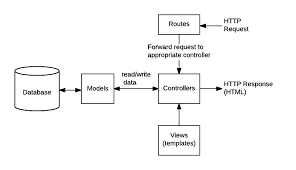 Routes
HTTP
Request
Forward request to
appropriate controller
read/write
data
Database
Models
Controllers
HTTP Response
(HTML)
Views
(templates)